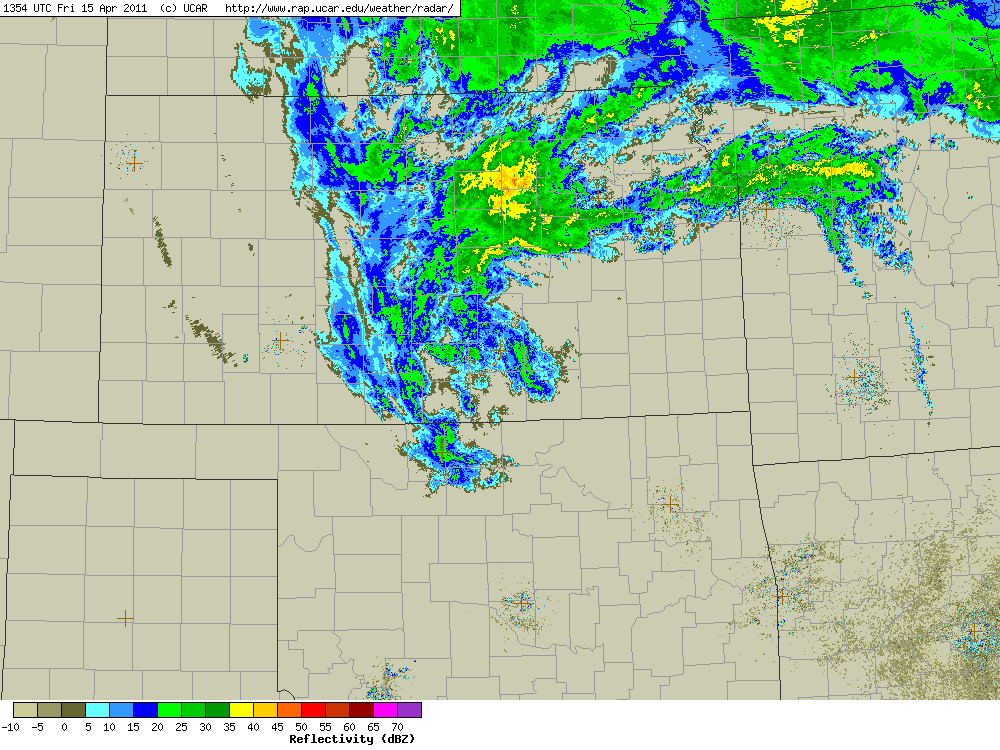 1354 UTC Fri 15 Apr 2011 (c) UCAR http://www.rap.ucar.edu/weather/radar/
-10 -5 0 5 10 15 20 25 30 35 40 45 50 55 60 65 70
Reflectivity (dBZ)